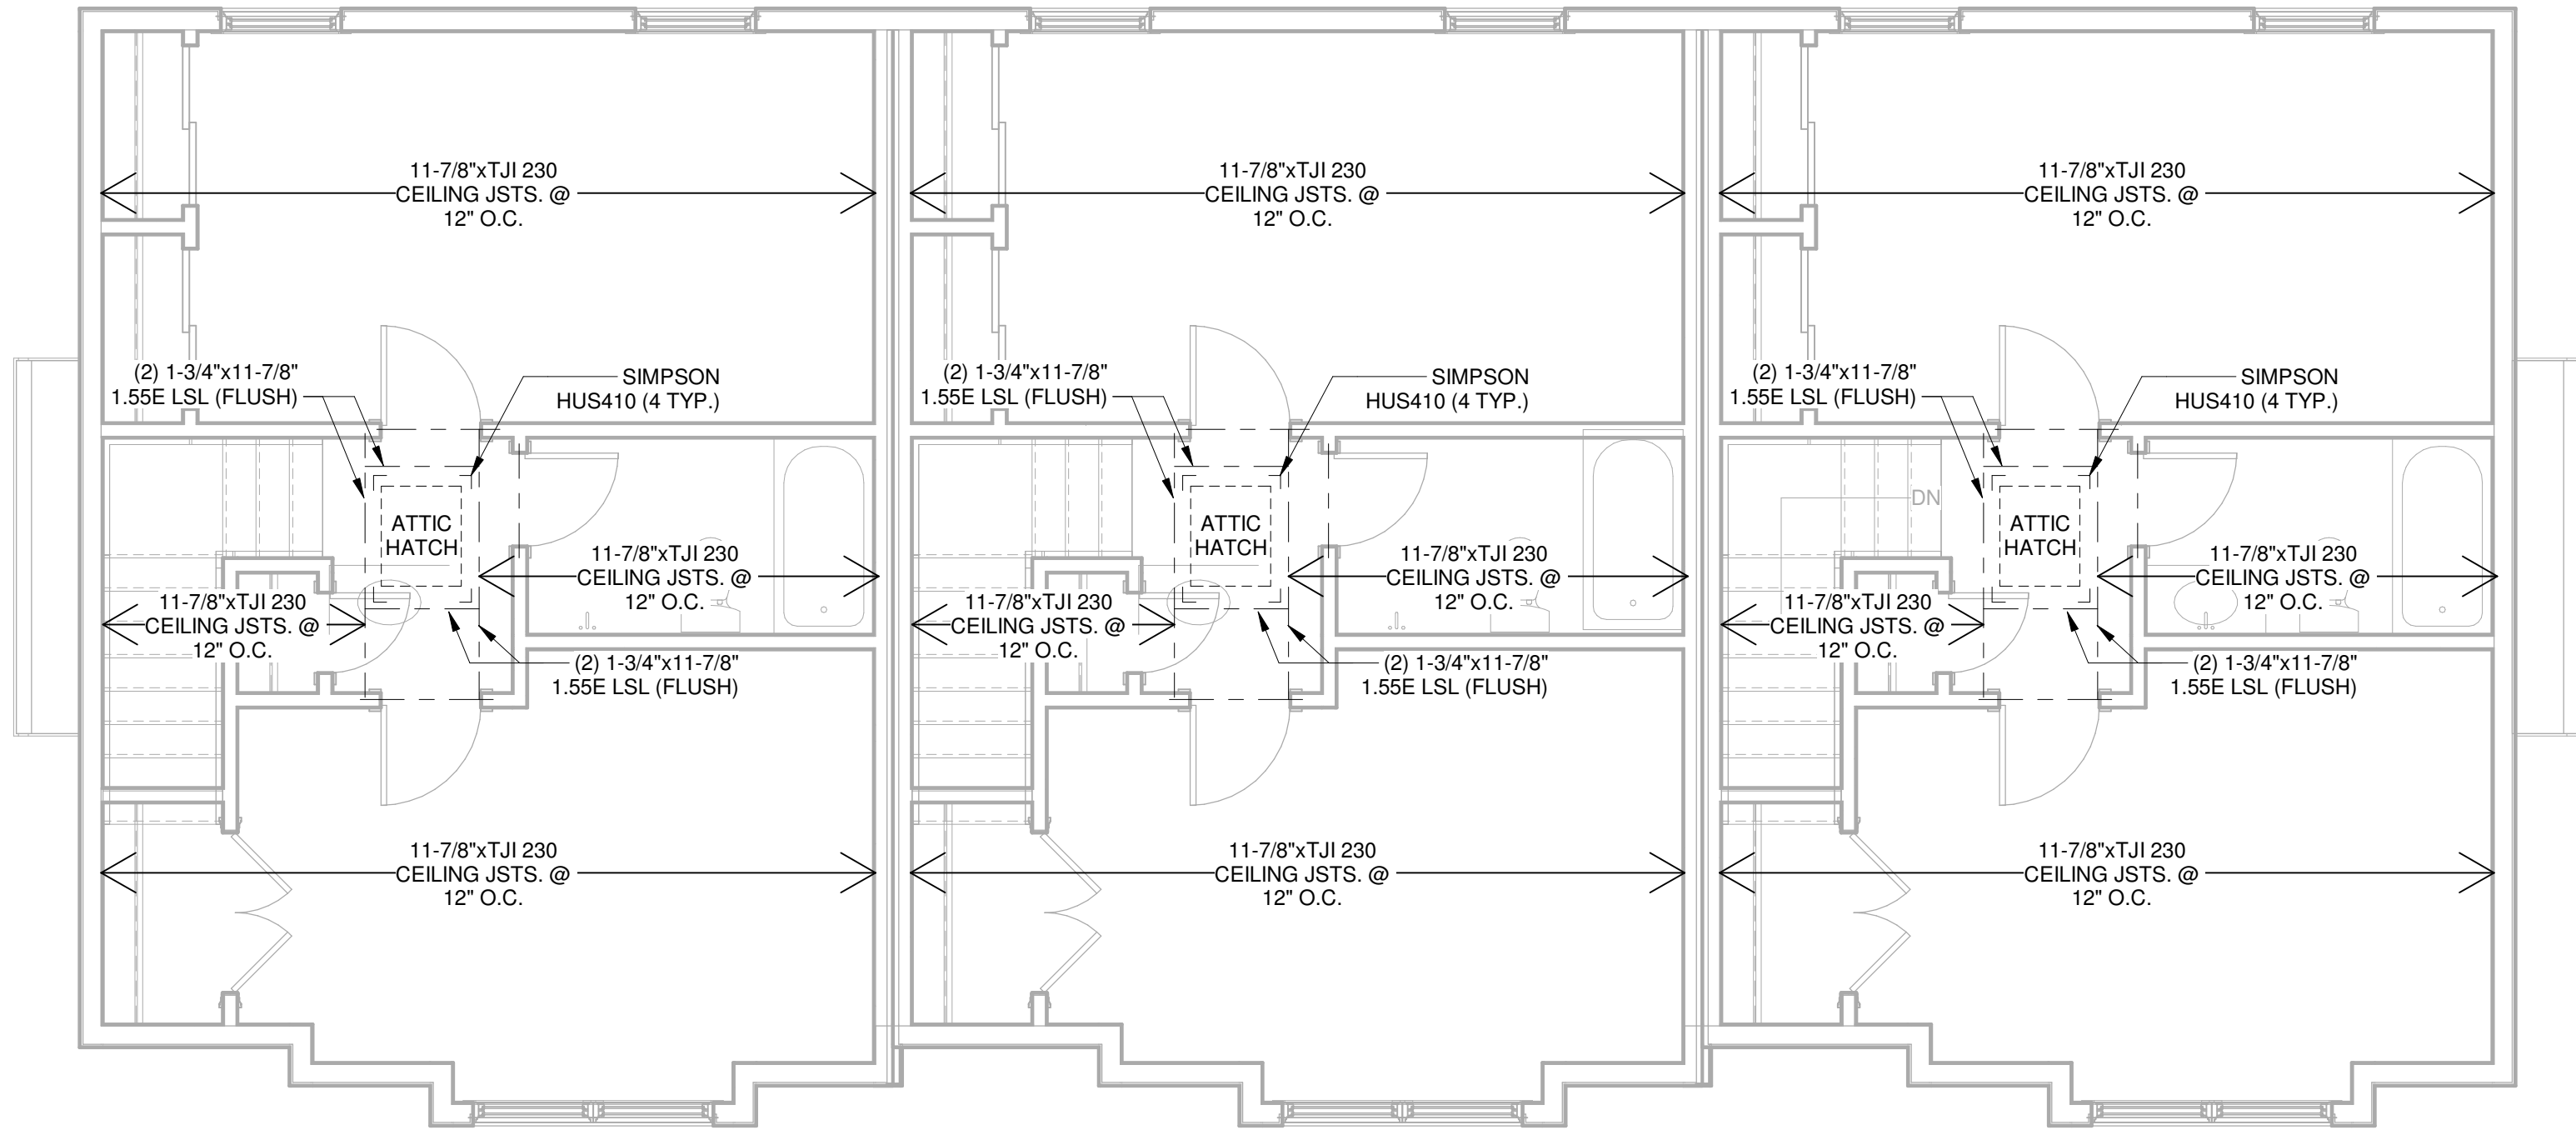 11-7/8"xTJI 230
CEILING JSTS. @
12" O.C.
11-7/8"xTJI 230
CEILING JSTS. @
12" O.C.
11-7/8"xTJI 230
CEILING JSTS. @
12" O.C.
(2) 1-3/4"x11-7/8"
1.55E LSL (FLUSH)
SIMPSON
HUS410 (4 TYP.)
(2) 1-3/4"x11-7/8"
1.55E LSL (FLUSH)
SIMPSON
HUS410 (4 TYP.)
(2) 1-3/4"x11-7/8"
1.55E LSL (FLUSH)
SIMPSON
HUS410 (4 TYP.)
ATTIC
HATCH
11-7/8"xTJI 230
CEILING JSTS. @
12" O.C.
11-7/8"xTJI 230
CEILING JSTS. @
12" O.C.
(2) 1-3/4"x11-7/8"
1.55E LSL (FLUSH)
ATTIC
HATCH
11-7/8"xTJI 230
CEILING JSTS. @
12" O.C.
11-7/8"xTJI 230
CEILING JSTS. @
12" O.C.
(2) 1-3/4"x11-7/8"
1.55E LSL (FLUSH)
DN
ATTIC
HATCH
11-7/8"xTJI 230
CEILING JSTS. @
12" O.C.
11-7/8"xTJI 230
CEILING JSTS. @
12" O.C.
(2) 1-3/4"x11-7/8"
1.55E LSL (FLUSH)
11-7/8"xTJI 230
CEILING JSTS. @
12" O.C.
11-7/8"xTJI 230
CEILING JSTS. @
12" O.C.
11-7/8"xTJI 230
CEILING JSTS. @
12" O.C.